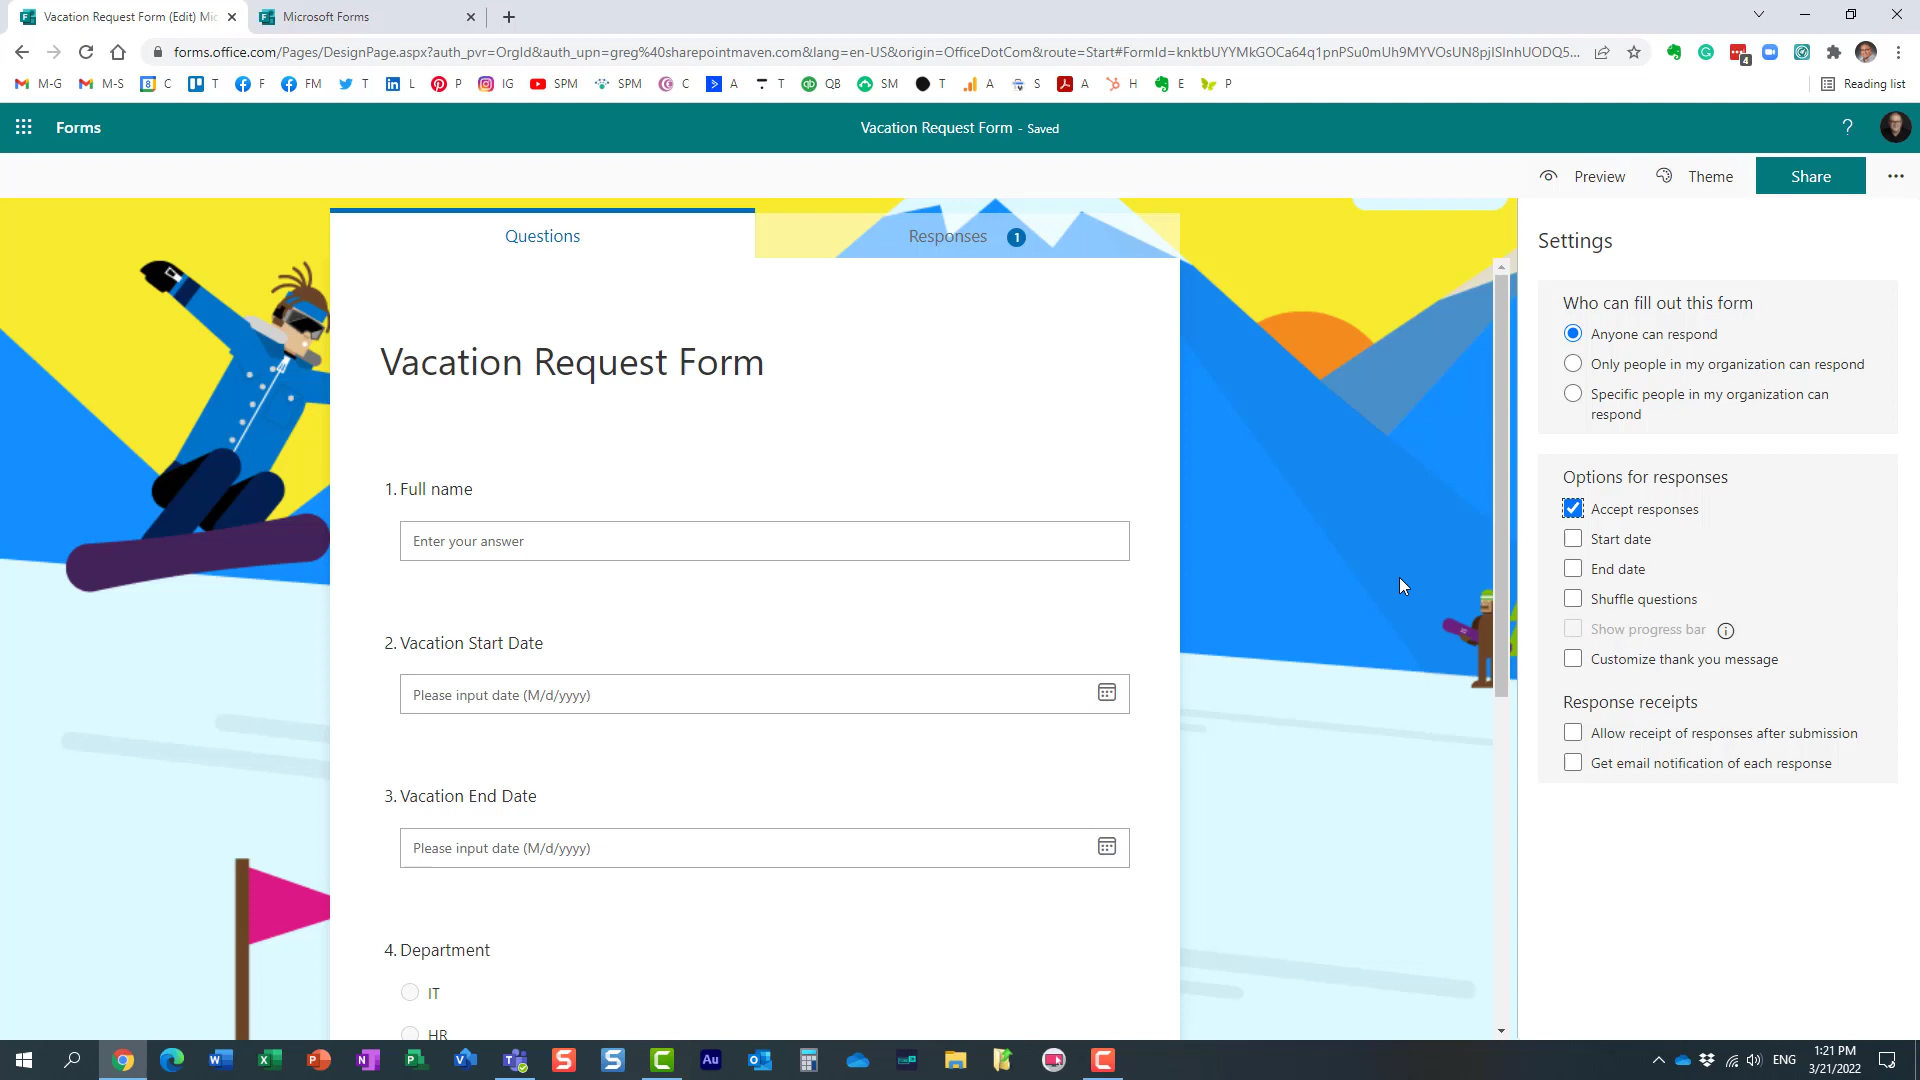 Vacation Request Form (Edit) Mic
Microsoft Forms
forms.office.com/Pages/DesignPage.aspx?auth_pvr=OrgId&auth_upn=greg%40sharepointmaven.com&lang=en-US&origin=OfficeDotCom&route=Start#FormId=knktbUYYMkGOCa64q1pnPSu0mUh9MYVOsUN8pjISlnhUODQ5...
4
M-G
M-S
C
T
F
FM
T
L
P
IG
SPM
SPM
C
A
T
QB
SM
T
A
S
A
H
E
P
Reading list
Forms
Vacation Request Form - Saved
?
Preview
Theme
Share
Questions
Responses 1
Vacation Request Form
1. Full name
Enter your answer
2. Vacation Start Date
Please input date (M/d/yyyy)
3. Vacation End Date
Please input date (M/d/yyyy)
4. Department
IT
HR
Settings
Who can fill out this form
Anyone can respond
Only people in my organization can respond
Specific people in my organization can
respond
Options for responses
Accept responses
Start date
End date
Shuffle questions
Show progress bar
Customize thank you message
Response receipts
Allow receipt of responses after submission
Get email notification of each response
ENG
1:21 PM
3/21/2022